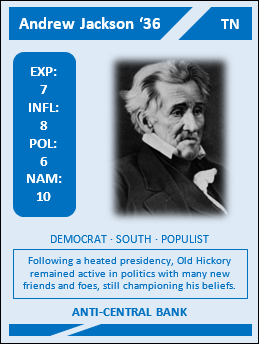 Andrew Jackson ‘36
TN
EXP:
7
INFL:
8
POL:
6
NAM:
10
DEMOCRAT · SOUTH · POPULIST
Following a heated presidency, Old Hickory
remained active in politics with many new
friends and foes, still championing his beliefs.
ANTI-CENTRAL BANK